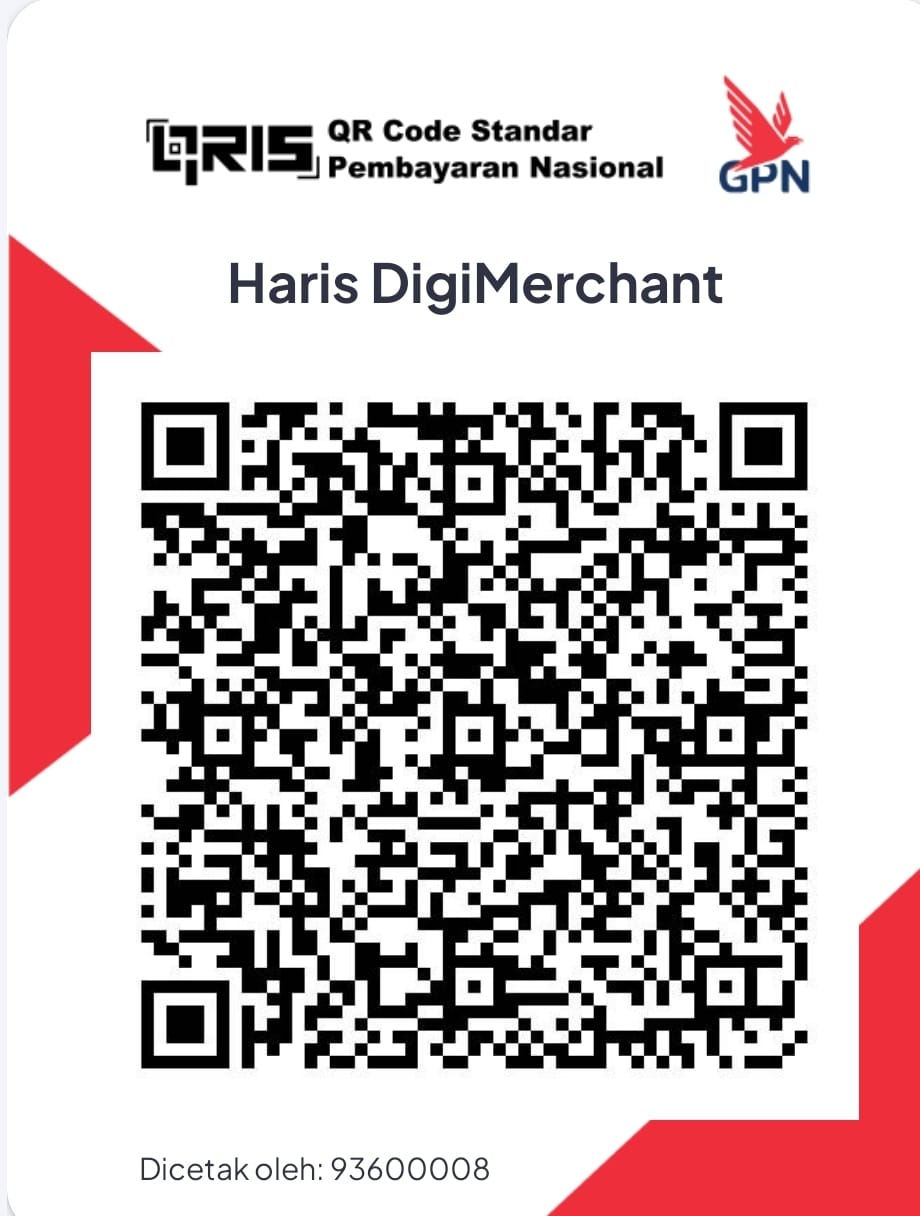 QRIS QR Code Standar
Pembayaran Nasional
GPN
Haris DigiMerchant
Dicetak oleh: 93600008